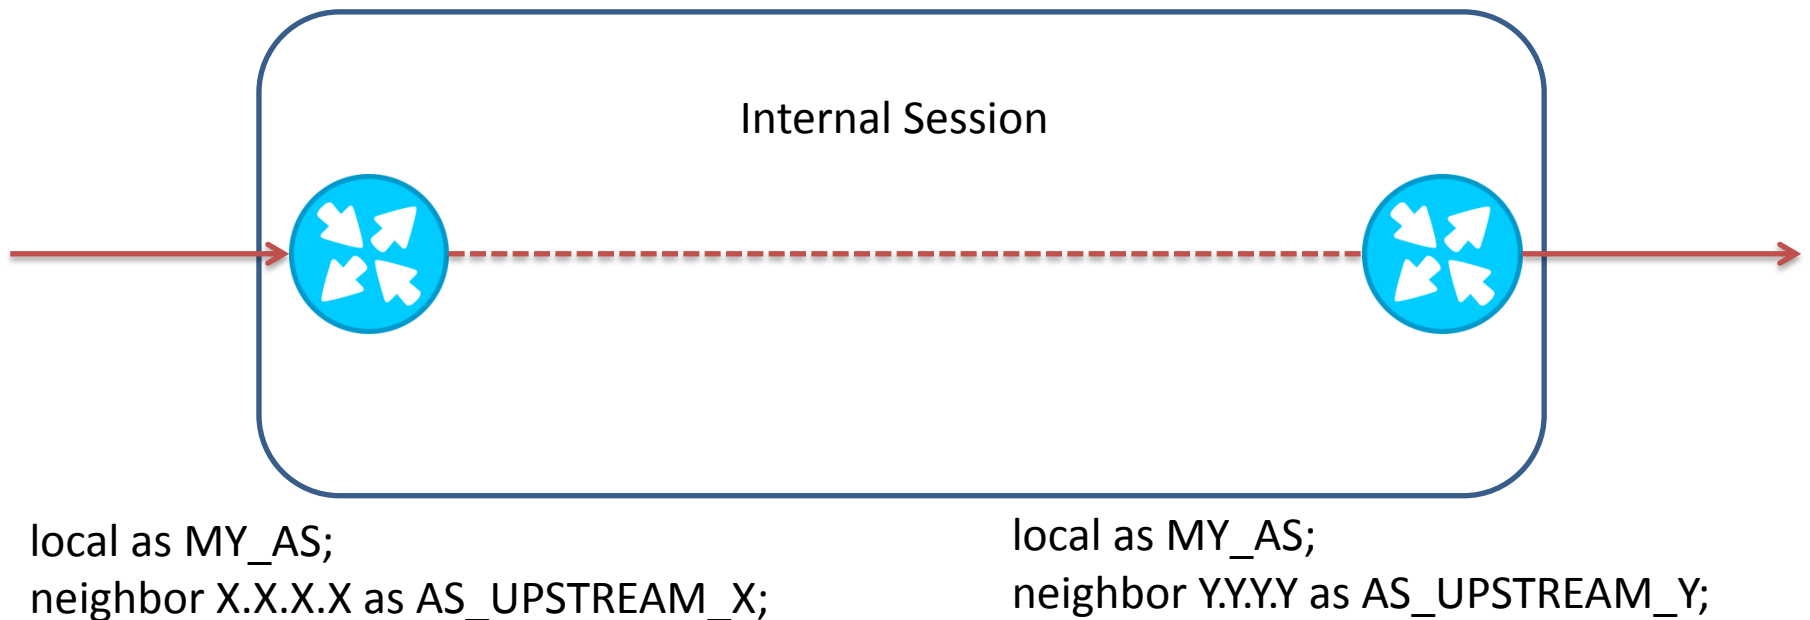 Internal Session
local as MY_AS;
neighbor X.X.X.X as AS_UPSTREAM_X;
local as MY_AS;
neighbor Y.Y.Y.Y as AS_UPSTREAM_Y;